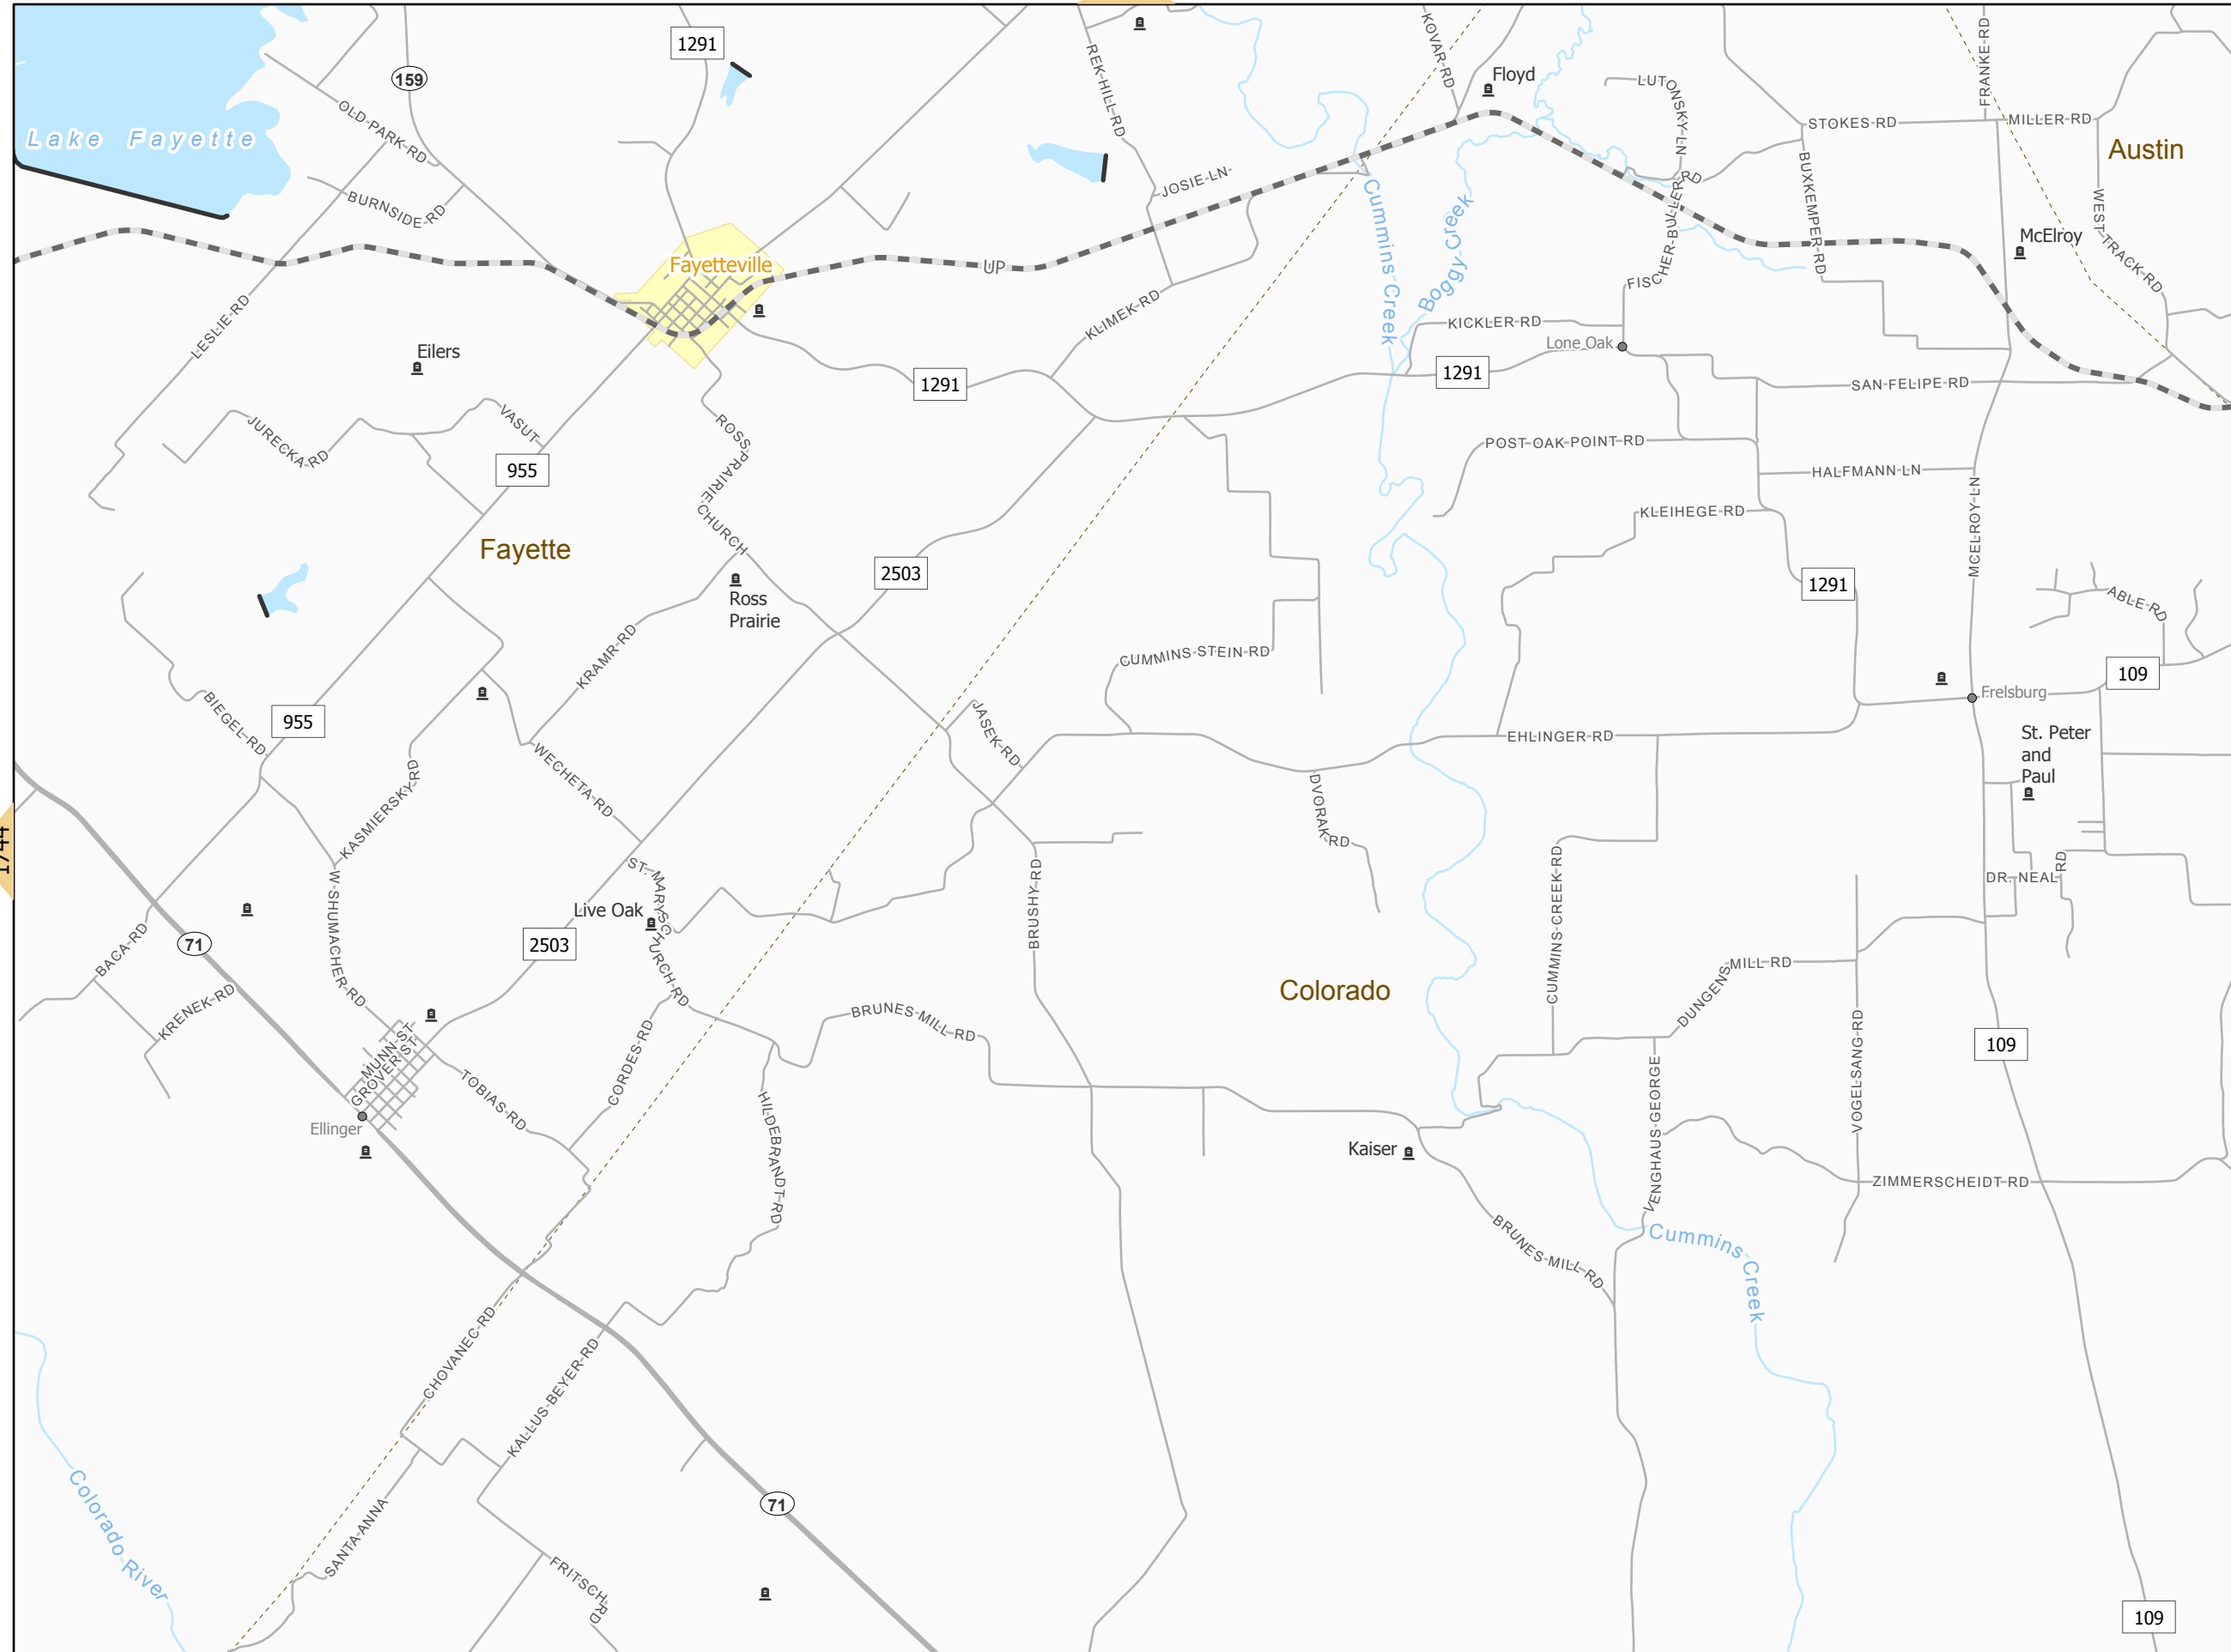 1291
159
OLD PARK RD
Lake Fayette
BURNSIDE RD
REK HILL RD
JOSIE LN
KOVAR RD
Floyd
LUTONSKY LN
FRANKE RD
STOKES RD
MILLER RD
Austin
BUXKEMPER RD
WEST TRACK RD
FISCHER-BULLER RD
Cummins Creek
Boggy Creek
McElroy
Fayetteville
UP
KLIMEK RD
LESLIE RD
Eilers
KICKLER RD
Lone Oak
1291
1291
SAN FELIPE RD
JURECKA RD
VASUT
955
ROSS PRAIRIE CHURCH
POST OAK POINT RD
HALFMANN LN
KLEIHEGE RD
MCELROY LN
Fayette
2503
1291
Ross
Prairie
ABLE RD
KRAMR RD
CUMMINS STEIN RD
109
Frelsburg
BIEGEL RD
955
JASEK RD
EHLINGER RD
St. Peter
and
Paul
WECHETA RD
KASMIERSKY RD
DVORAK RD
1744
W SHUMACHER RD
ST. MARYS CHURCH RD
BRUSHY RD
CUMMINS CREEK RD
DR. NEAL RD
Live Oak
2503
BACA RD
71
KRENEK RD
Colorado
DUNGENS MILL RD
BRUNES MILL RD
VOGELSANG RD
109
MUNN ST
GROVER ST
CORDES RD
TOBIAS RD
HILDEBRANDT RD
VENGHAUS GEORGE
Ellinger
Kaiser
ZIMMERSCHEIDT RD
BRUNES MILL RD
Cummins Creek
CHOVANEC RD
KALLUS-BEYER RD
Colorado River
SANTA ANNA
71
FRITSCH RD
109